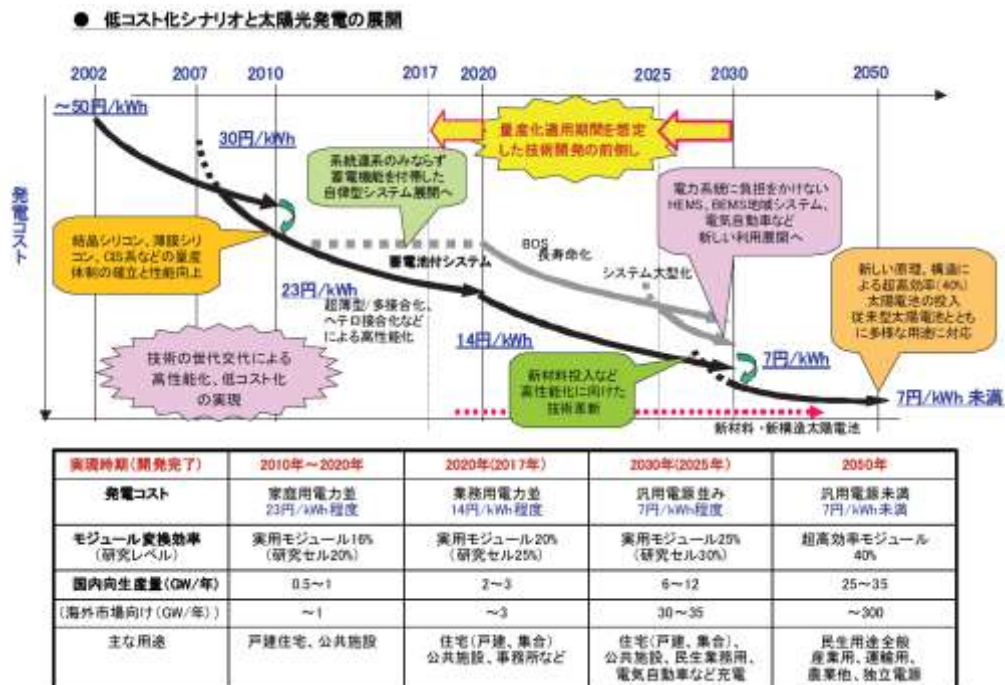 ● 低コスト化シナリオと太陽光発電の展開
2002
2007
2010
2017
2020
2025
2030
2050
発電コスト
~50円/kWh
30円/kWh
量産化適用期間を想定
した技術開発の前倒し
系統連系のみならず
蓄電機能を付帯した
自律型システム展開へ
電力系統に負担をかけない
HEMS、BEMS地域システム、
電気自動車など
新しい利用展開へ
結晶シリコン、薄膜シリ
コン、CIS系などの量産
体制の確立と性能向上
BOS
長寿命化
蓄電池付システム
システム大型化
新しい原理、構造に
よる超高効率(40%)
太陽電池の投入
従来型太陽電池ととも
に多様な用途に対応
23円/kWh
超薄型/多接合化、
ヘテロ接合化など
による高性能化
14円/kWh
技術の世代交代による
高性能化、低コスト化
の実現
新材料投入など
高性能化に向けた
技術革新
7円/kWh
7円/kWh 未満
新材料・新構造太陽電池
実現時期(開発完了) 2010年~2020年 2020年(2017年) 2030年(2025年) 2050年
発電コスト 家庭用電力並 業務用電力並 汎用電源並み 汎用電源未満
23円/kWh程度 14円/kWh程度 7円/kWh程度 7円/kWh未満
モジュール変換効率 実用モジュール16% 実用モジュール20% 実用モジュール25% 超高効率モジュール
(研究レベル) (研究セル20%) (研究セル25%) (研究セル30%) 40%
国内向生産量(GW/年) 0.5~1 2~3 6~12 25~35
(海外市場向け(GW/年)) ~1 ~3 30~35 ~300
主な用途 戸建住宅、公共施設 住宅(戸建、集合) 住宅(戸建、集合)、 民生用途全般
公共施設、事務所など 公共施設、民生業務用、 産業用、運輸用、
電気自動車など充電 農業他、独立電源